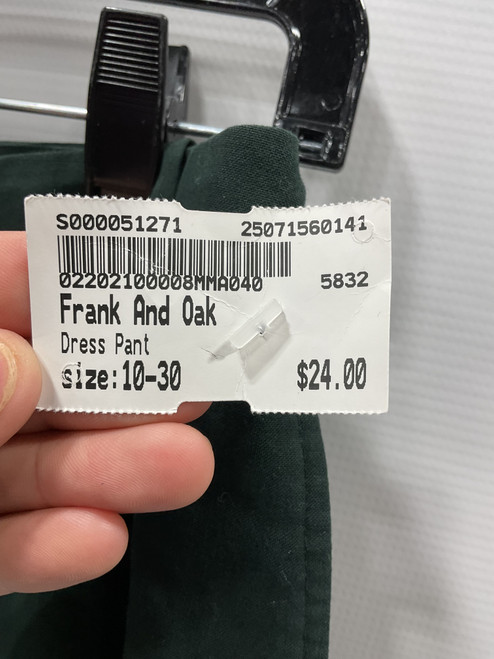 S000051271 25071560141
02202100008MMA040 5832
Frank And Oak
Dress Pant
size:10-30 $24.00